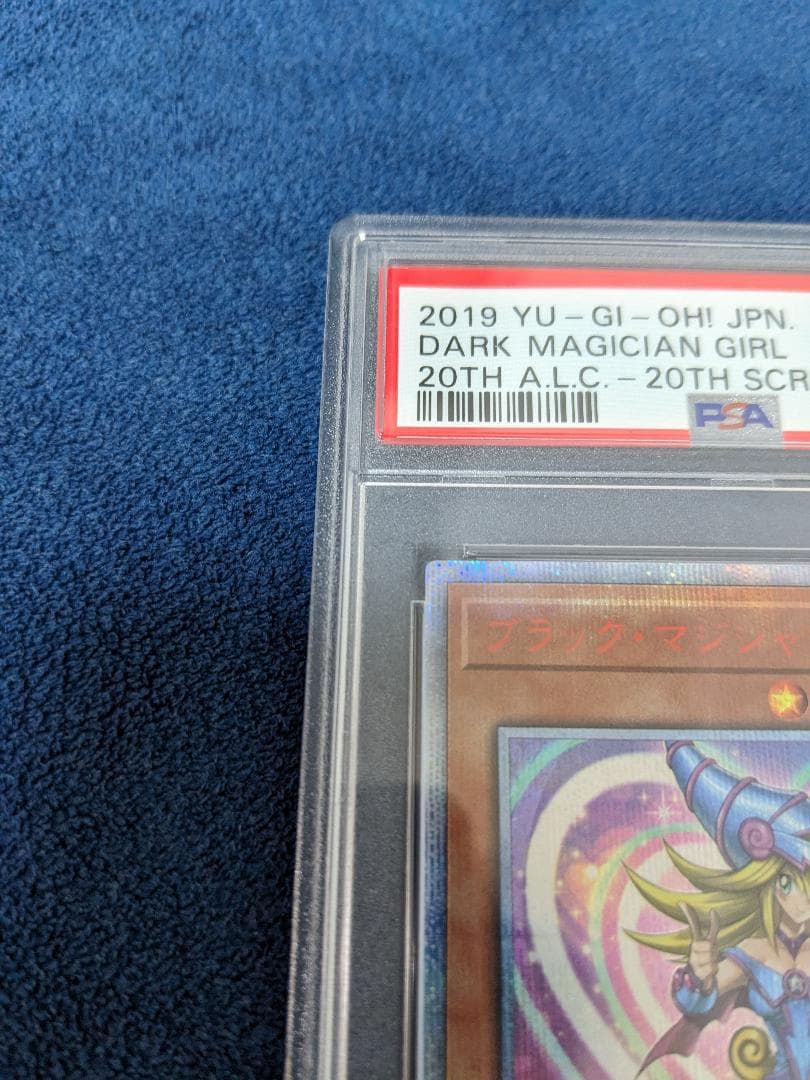 2019 YU-GI-OH! JPN.
DARK MAGICIAN GIRL
20TH A.L.C.-20TH SCR
PSA
ブラック・マジシャ